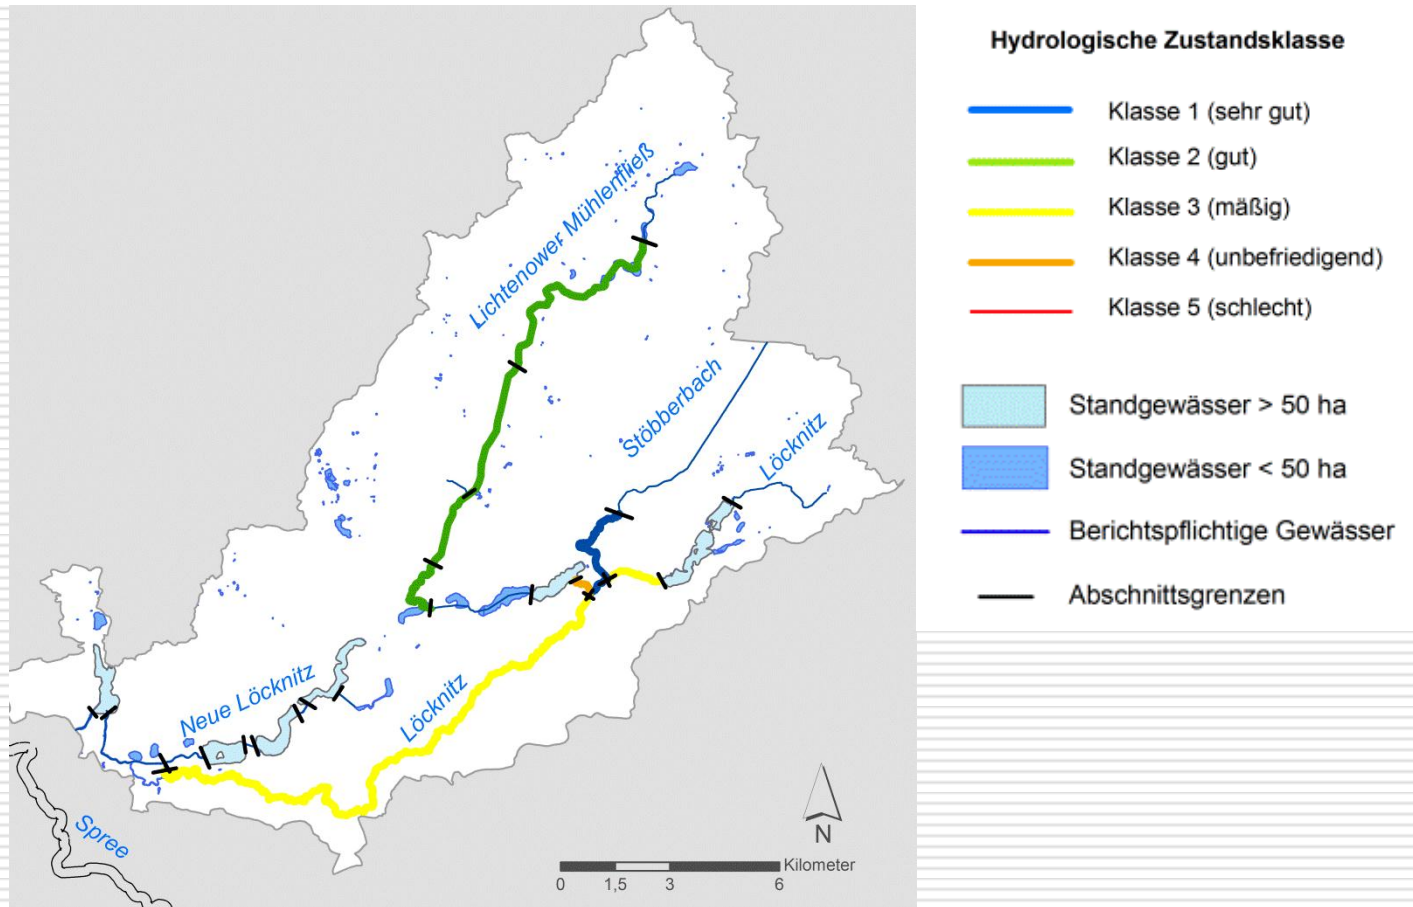 Hydrologische Zustandsklasse
Klasse 1 (sehr gut)
Klasse 2 (gut)
Klasse 3 (mäßig)
Klasse 4 (unbefriedigend)
Klasse 5 (schlecht)
Standgewässer > 50 ha
Standgewässer < 50 ha
Berichtspflichtige Gewässer
Abschnittsgrenzen
Lichtenower Mühlenfließ
Stöbberbach
Löcknitz
Neue Löcknitz
Löcknitz
Spree
N
Kilometer
0 1,5 3 6